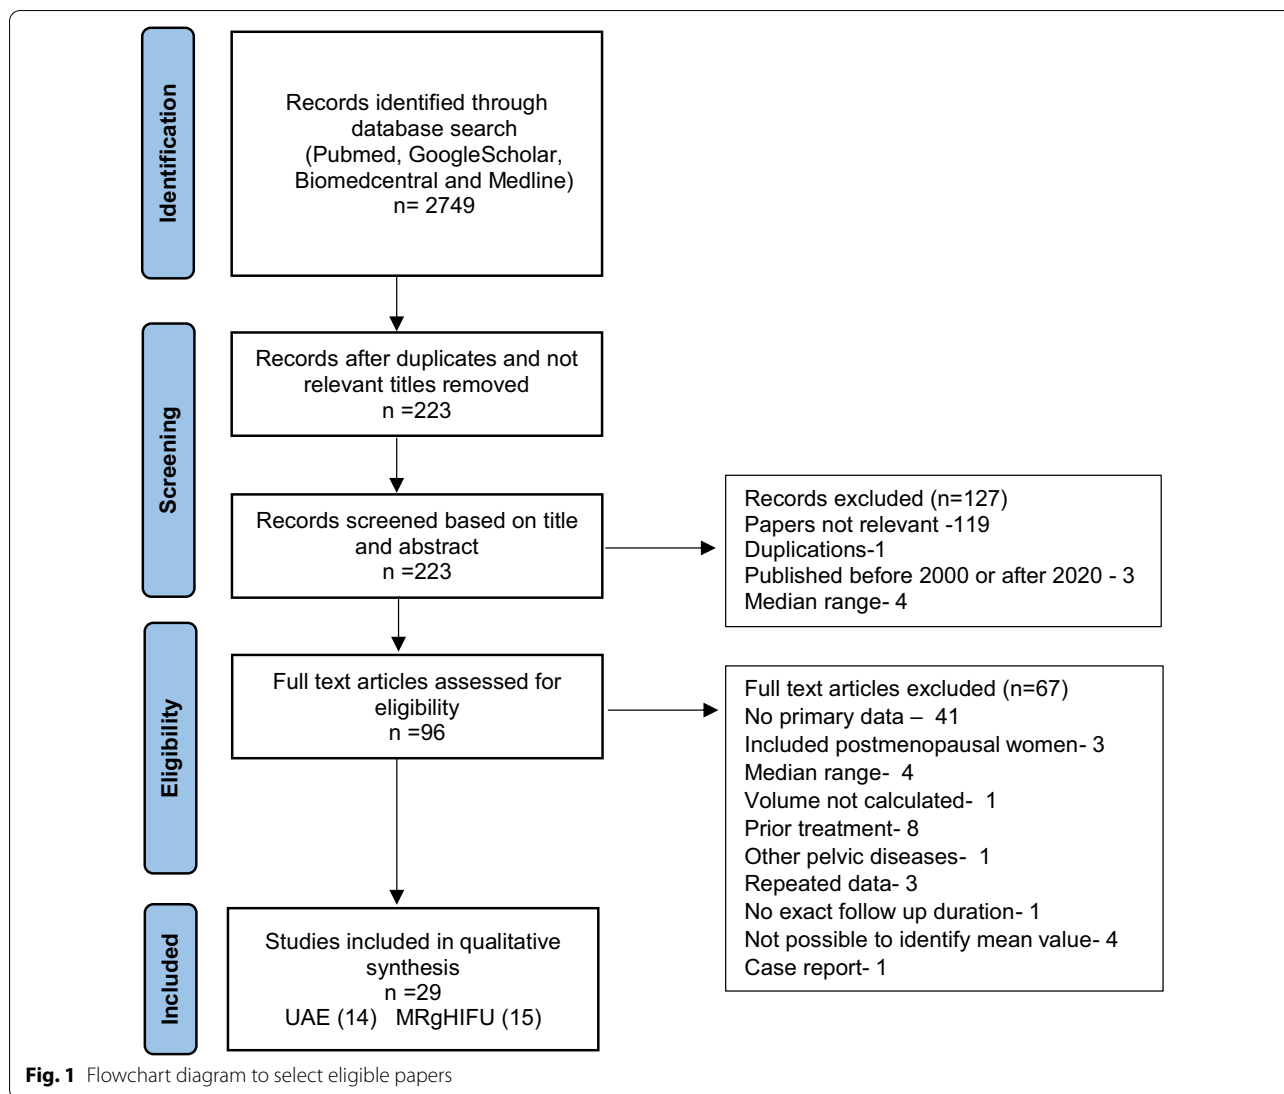 Identification
Records identified through
database search
(Pubmed, GoogleScholar,
Biomedcentral and Medline)
n= 2749
Screening
Records after duplicates and not
relevant titles removed
n =223
Records screened based on title
and abstract
n =223
Records excluded (n=127)
Papers not relevant -119
Duplications-1
Published before 2000 or after 2020 - 3
Median range- 4
Eligibility
Full text articles assessed for
eligibility
n =96
Full text articles excluded (n=67)
No primary data – 41
Included postmenopausal women- 3
Median range- 4
Volume not calculated- 1
Prior treatment- 8
Other pelvic diseases- 1
Repeated data- 3
No exact follow up duration- 1
Not possible to identify mean value- 4
Case report- 1
Included
Studies included in qualitative
synthesis
n =29
UAE (14) MRgHIFU (15)
Fig. 1 Flowchart diagram to select eligible papers